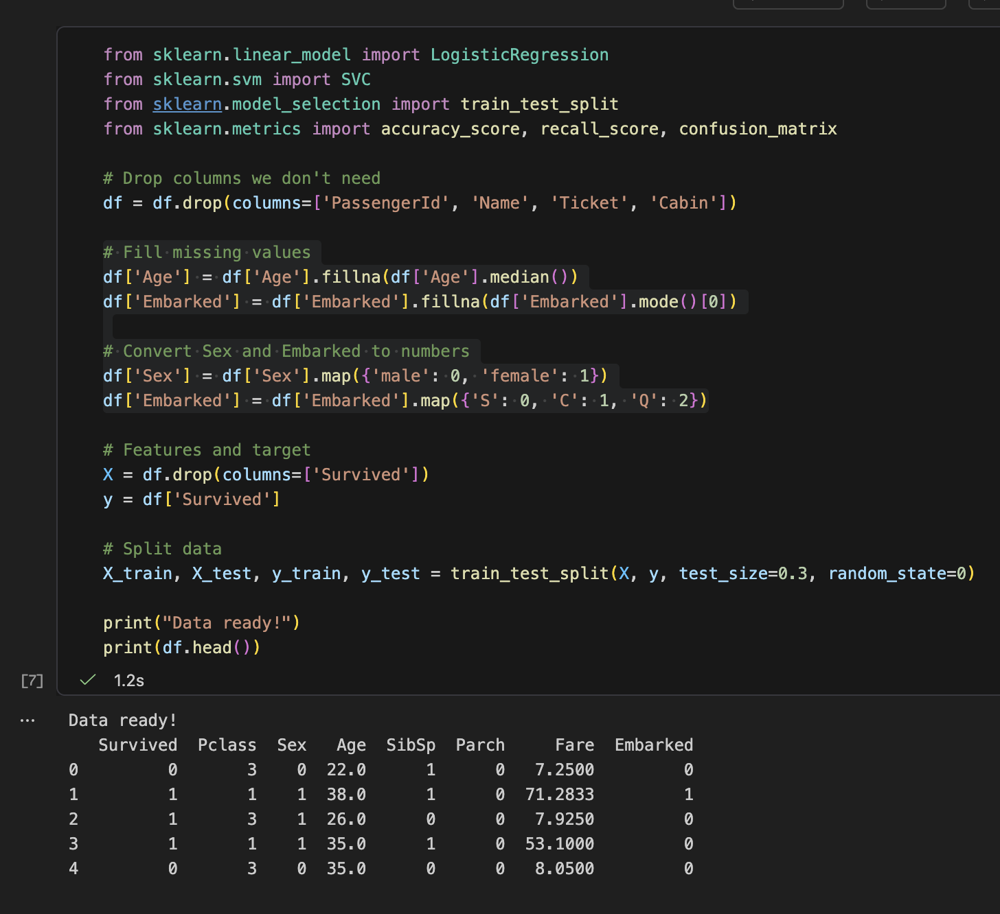 from sklearn.linear_model import LogisticRegression
from sklearn.svm import SVC
from sklearn.model_selection import train_test_split
from sklearn.metrics import accuracy_score, recall_score, confusion_matrix
# Drop columns we don't need
df = df.drop(columns=['PassengerId', 'Name', 'Ticket', 'Cabin'])
# Fill missing values
df['Age'] = df['Age'].fillna(df['Age'].median())
df['Embarked'] = df['Embarked'].fillna(df['Embarked'].mode()[0])
# Convert Sex and Embarked to numbers
df['Sex'] = df['Sex'].map({'male': 0, 'female': 1})
df['Embarked'] = df['Embarked'].map({'S': 0, 'C': 1, 'Q': 2})
# Features and target
X = df.drop(columns=['Survived'])
y = df['Survived']
# Split data
X_train, X_test, y_train, y_test = train_test_split(X, y, test_size=0.3, random_state=0)
print("Data ready!")
print(df.head())
[7] ✓ 1.2s
... Data ready!
   Survived  Pclass  Sex   Age  SibSp  Parch     Fare  Embarked
0         0       3    0  22.0      1      0   7.2500         0
1         1       1    1  38.0      1      0  71.2833         1
2         1       3    1  26.0      0      0   7.9250         0
3         1       1    1  35.0      1      0  53.1000         0
4         0       3    0  35.0      0      0   8.0500         0